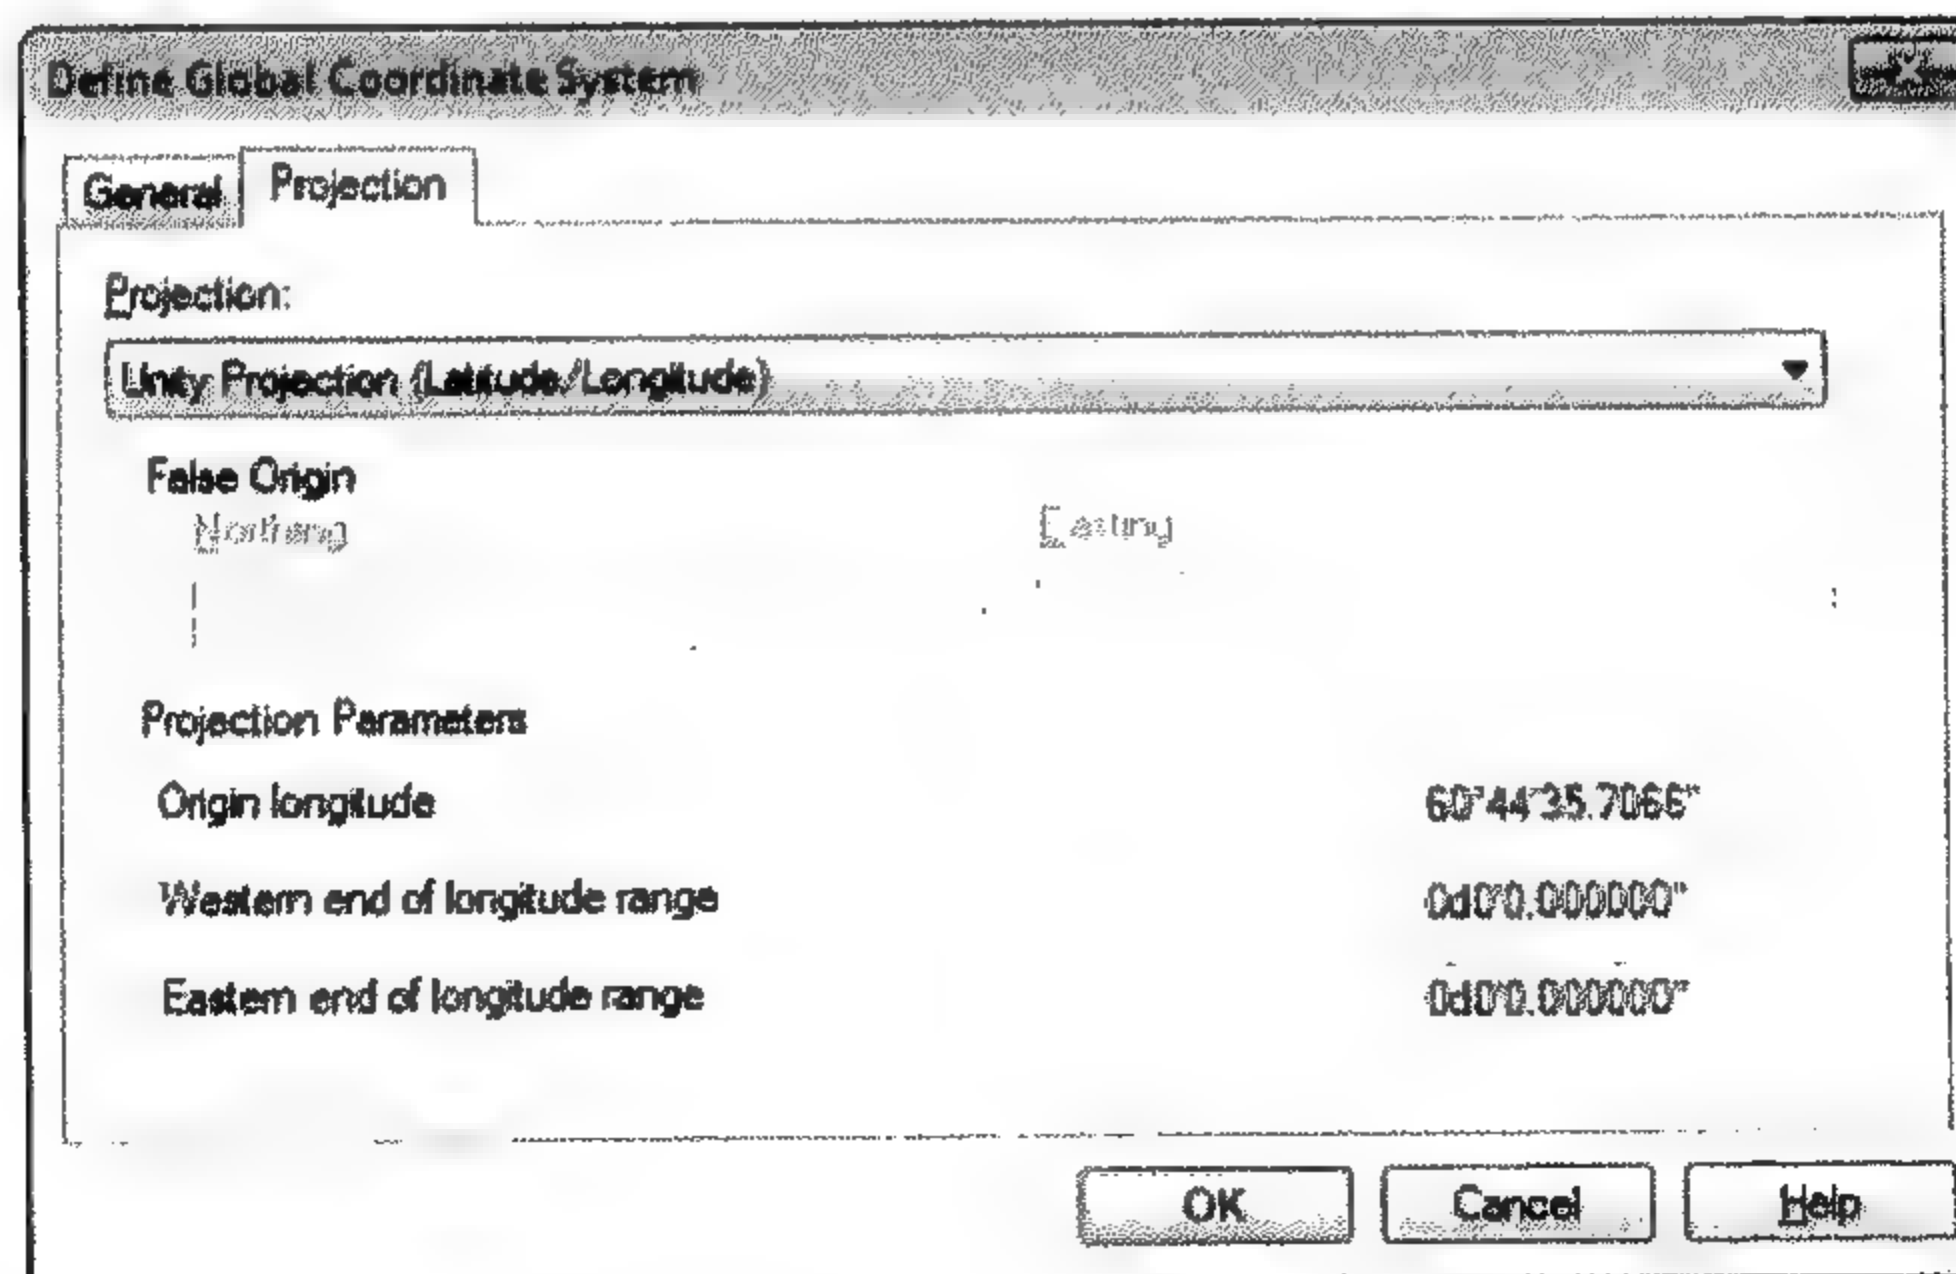 Define Global Coordinate System
General Projection
Projection:
Unity Projection (Latitude/Longitude)
False Origin
Northing Easting
Projection Parameters
Origin longitude 60°44'35.7066"
Western end of longitude range 0d0'0.000000"
Eastern end of longitude range 0d0'0.000000"
OK Cancel Help